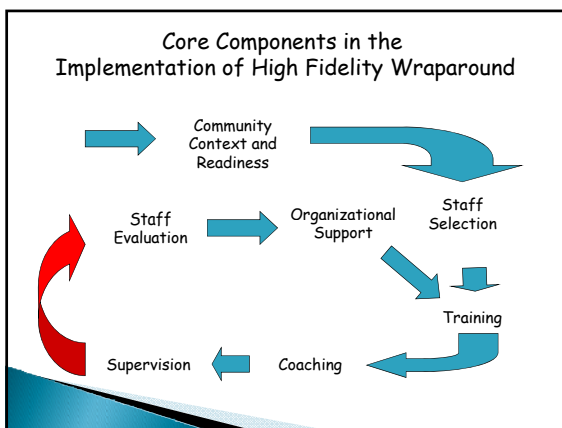 Core Components in the
Implementation of High Fidelity Wraparound
Community
Context and
Readiness
Staff
Selection
Staff
Evaluation
Organizational
Support
Training
Supervision
Coaching